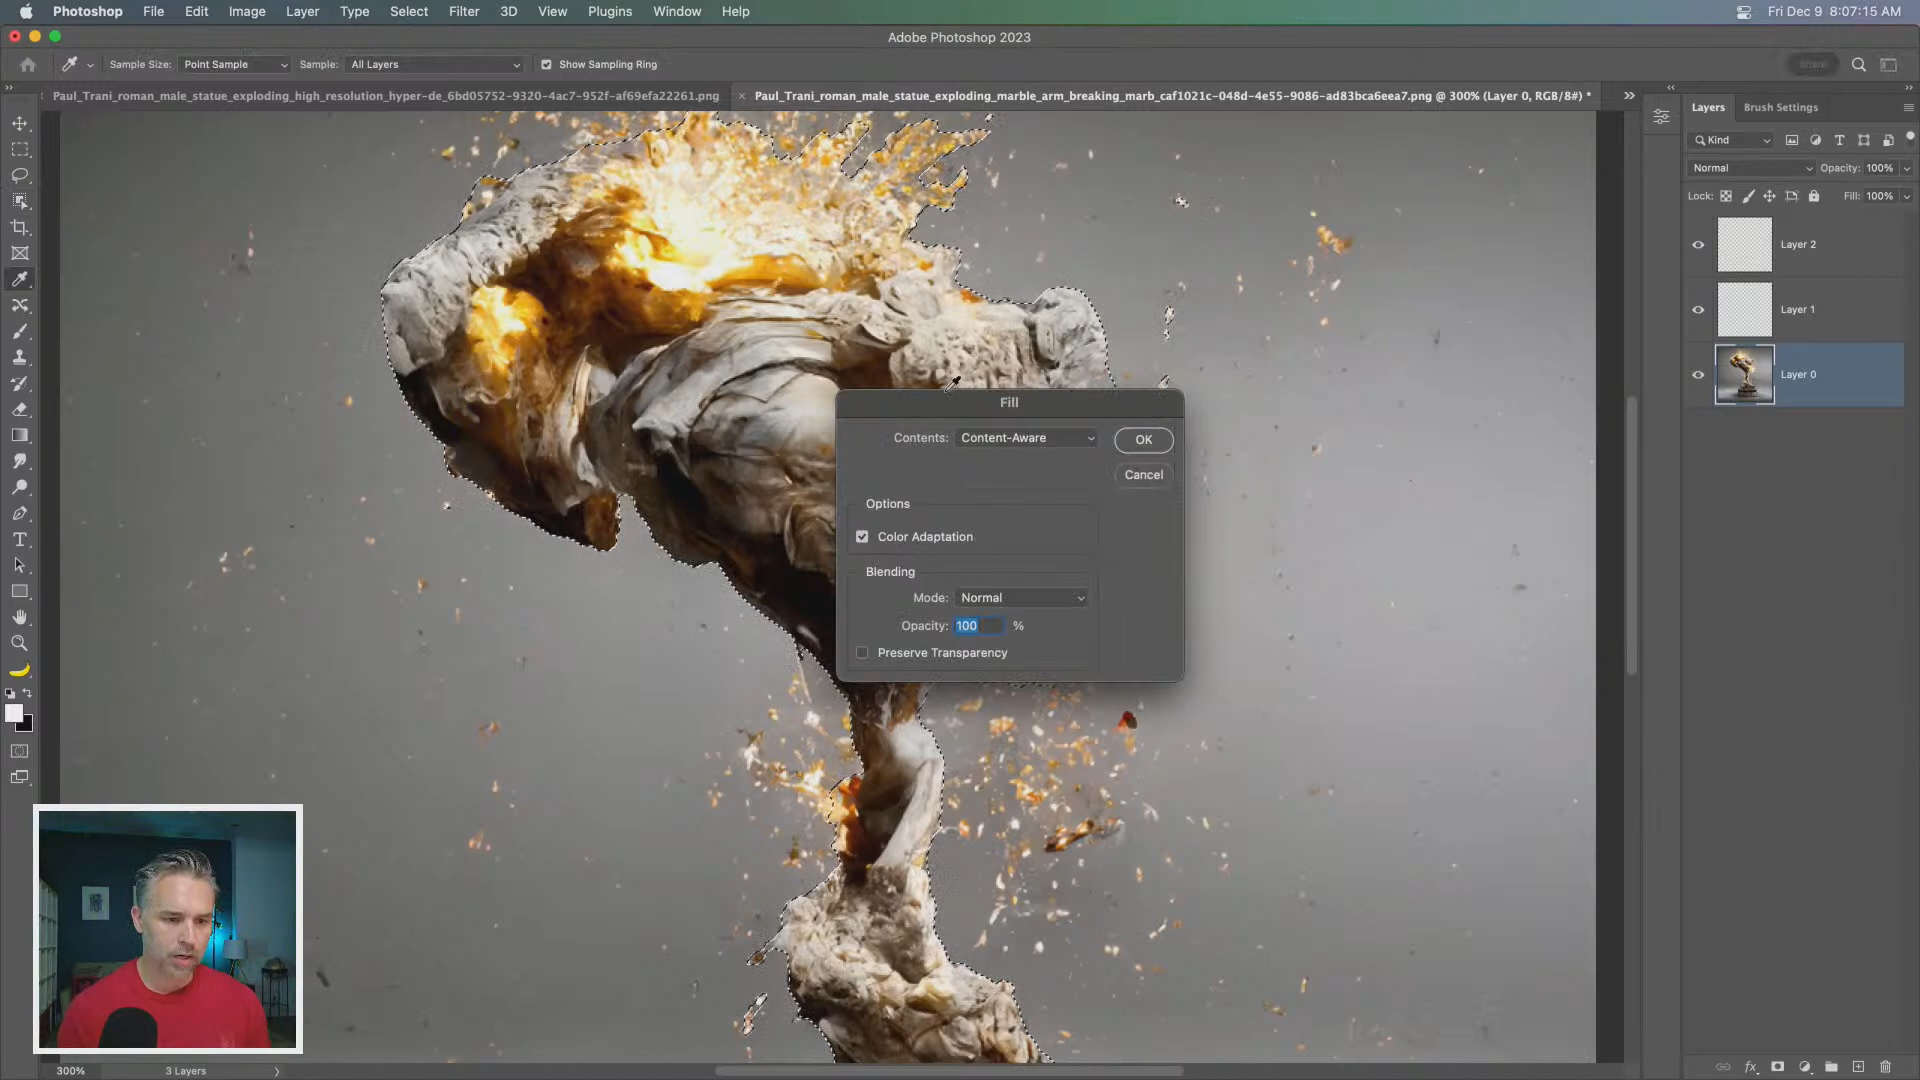 Photoshop File Edit Image Layer Type Select Filter 3D View Plugins Window Help Fri Dec 9 8:07:15 AM
Adobe Photoshop 2023
Sample Size: Point Sample Sample: All Layers Show Sampling Ring Share
Paul_Trani_roman_male_statue_exploding_high_resolution_hyper-de_6bd05752-9320-4ac7-952f-af69efa22261.png × Paul_Trani_roman_male_statue_exploding_marble_arm_breaking_marb_caf1021c-048d-4e55-9086-ad83bca6eea7.png @ 300% (Layer 0, RGB/8#) *
Layers Brush Settings
Kind
Normal Opacity: 100%
Lock: Fill: 100%
Layer 2
Layer 1
Layer 0
Fill
Contents: Content-Aware OK
Cancel
Options
Color Adaptation
Blending
Mode: Normal
Opacity: 100 %
Preserve Transparency
300% 3 Layers